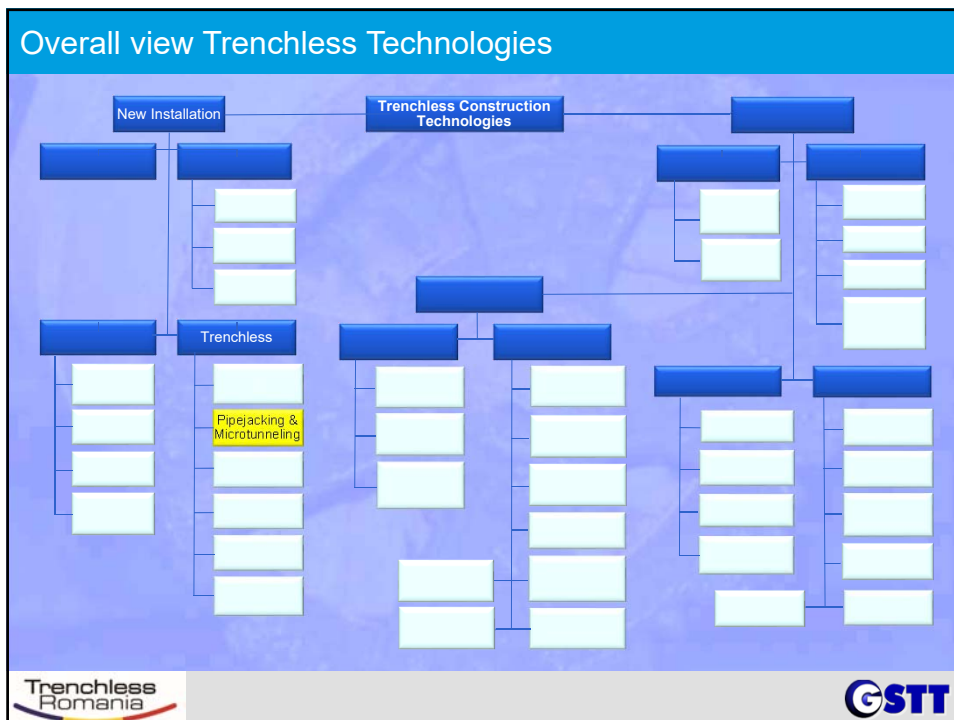 Overall view Trenchless Technologies
New Installation
Trenchless Construction
Technologies
Trenchless
Pipejacking &
Microtunneling
Trenchless
Romania
GSTT